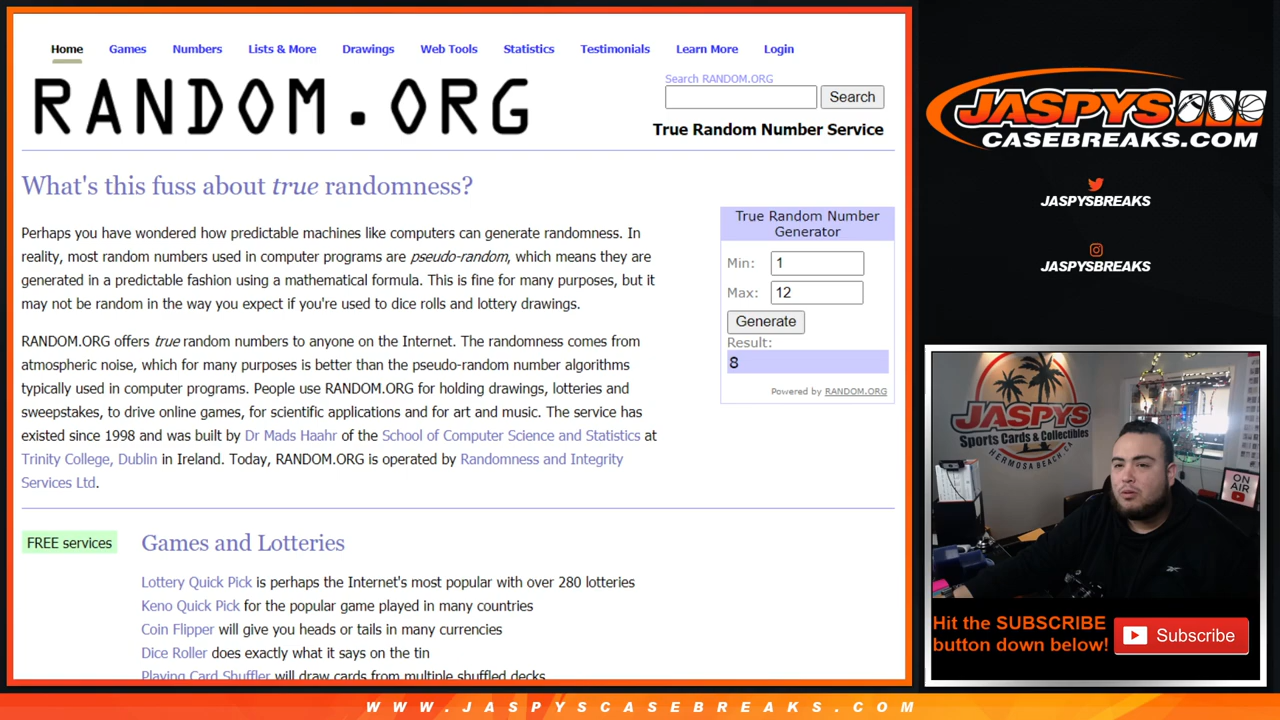 Home Games Numbers Lists & More Drawings Web Tools Statistics Testimonials Learn More Login
RANDOM.ORG
Search RANDOM.ORG
Search
True Random Number Service
What's this fuss about true randomness?
Perhaps you have wondered how predictable machines like computers can generate randomness. In
reality, most random numbers used in computer programs are pseudo-random, which means they are
generated in a predictable fashion using a mathematical formula. This is fine for many purposes, but it
may not be random in the way you expect if you're used to dice rolls and lottery drawings.
RANDOM.ORG offers true random numbers to anyone on the Internet. The randomness comes from
atmospheric noise, which for many purposes is better than the pseudo-random number algorithms
typically used in computer programs. People use RANDOM.ORG for holding drawings, lotteries and
sweepstakes, to drive online games, for scientific applications and for art and music. The service has
existed since 1998 and was built by Dr Mads Haahr of the School of Computer Science and Statistics at
Trinity College, Dublin in Ireland. Today, RANDOM.ORG is operated by Randomness and Integrity
Services Ltd.
True Random Number
Generator
Min: 1
Max: 12
Generate
Result:
8
Powered by RANDOM.ORG
FREE services
Games and Lotteries
Lottery Quick Pick is perhaps the Internet's most popular with over 280 lotteries
Keno Quick Pick for the popular game played in many countries
Coin Flipper will give you heads or tails in many currencies
Dice Roller does exactly what it says on the tin
Playing Card Shuffler will draw cards from multiple shuffled decks
JASPYS
CASEBREAKS.COM
JASPYSBREAKS
JASPYSBREAKS
JASPYS
Sports Cards & Collectibles
HERMOSA BEACH, CA
ON
AIR
Hit the SUBSCRIBE
button down below!
Subscribe
WWW.JASPYSCASEBREAKS.COM